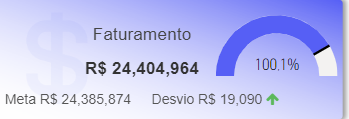 Faturamento
R$ 24,404,964
100.1%
Meta R$ 24,385,874 Desvio R$ 19,090